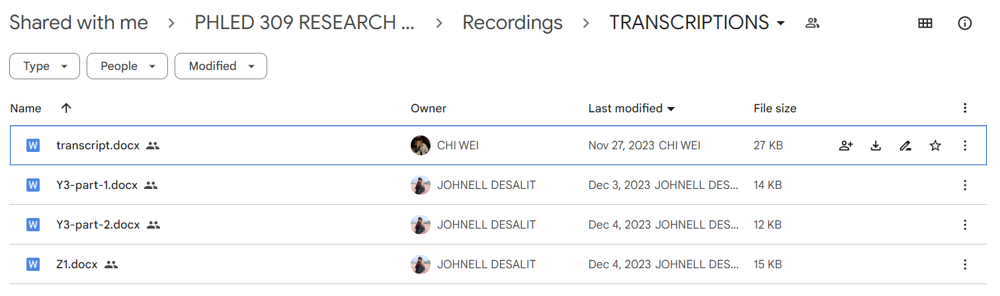 Shared with me > PHLED 309 RESEARCH ... > Recordings > TRANSCRIPTIONS
Type People Modified
Name Owner Last modified File size
W transcript.docx CHI WEI Nov 27, 2023 CHI WEI 27 KB
W Y3-part-1.docx JOHNELL DESALIT Dec 3, 2023 JOHNELL DES... 14 KB
W Y3-part-2.docx JOHNELL DESALIT Dec 4, 2023 JOHNELL DES... 12 KB
W Z1.docx JOHNELL DESALIT Dec 4, 2023 JOHNELL DES... 15 KB